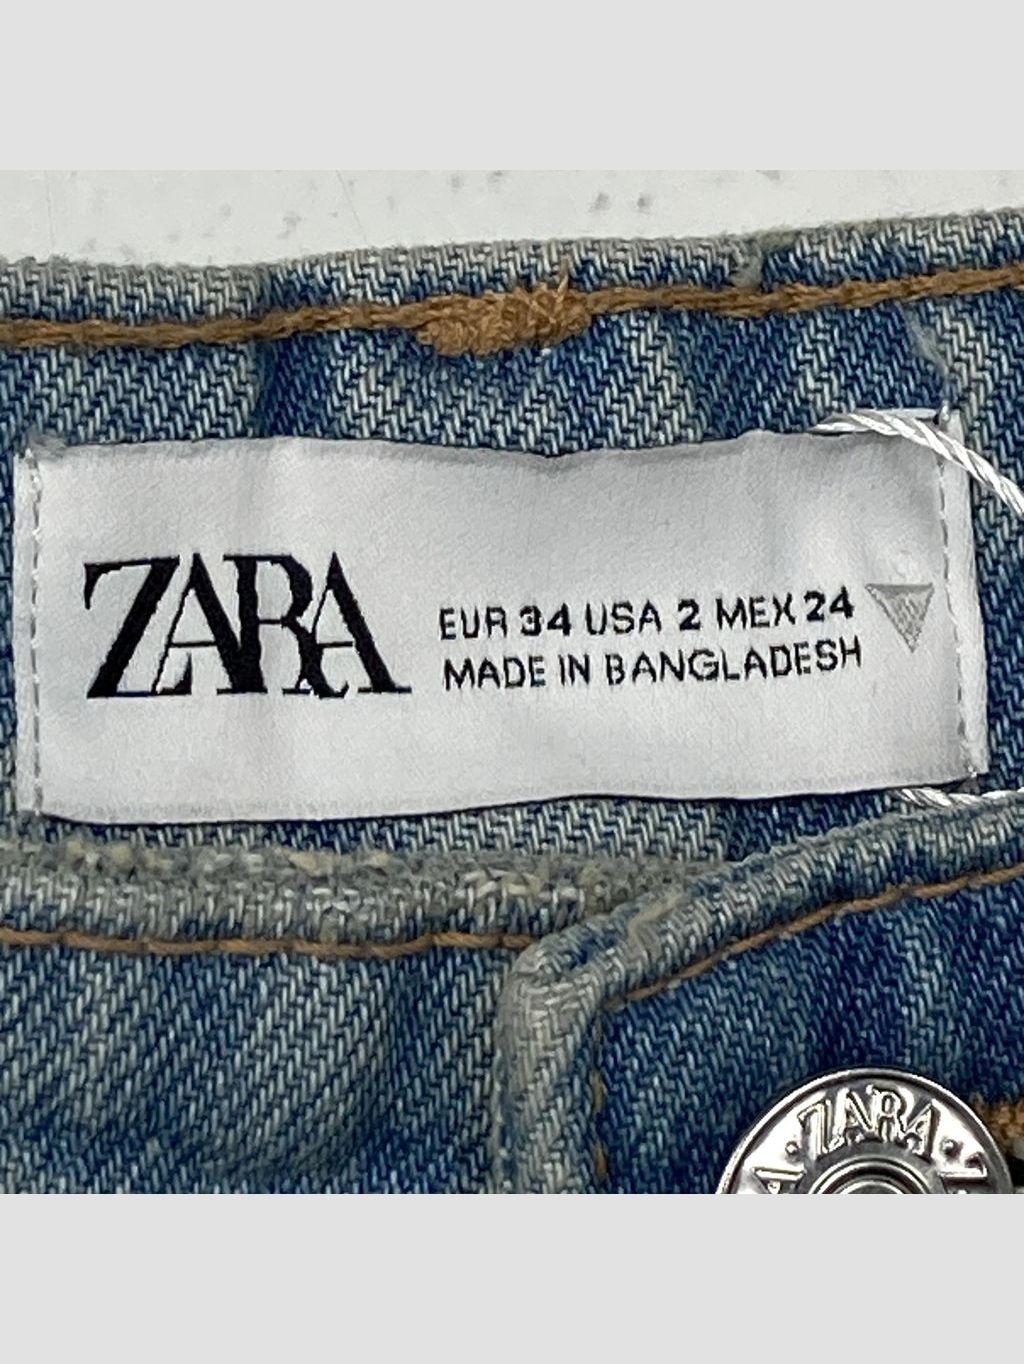 ZARA
EUR 34 USA 2 MEX 24
MADE IN BANGLADESH
·ZARA·